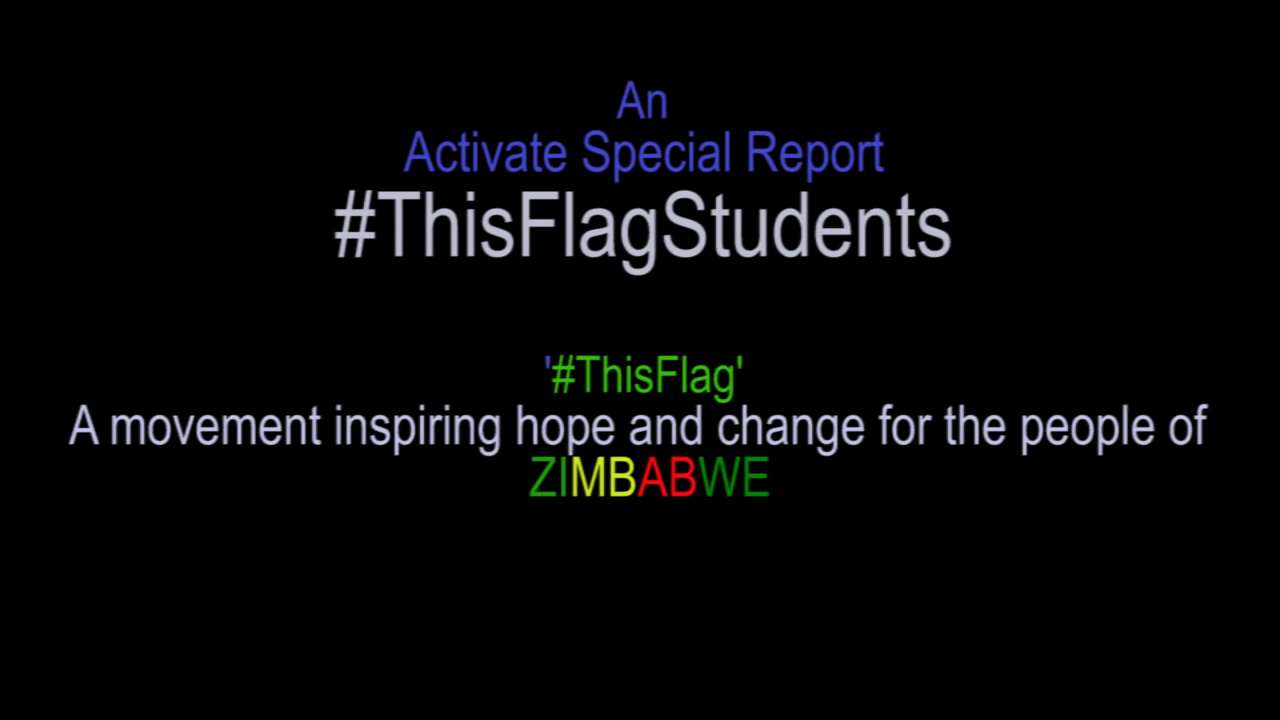 An
Activate Special Report
#ThisFlagStudents
'#ThisFlag'
A movement inspiring hope and change for the people of
ZIMBABWE